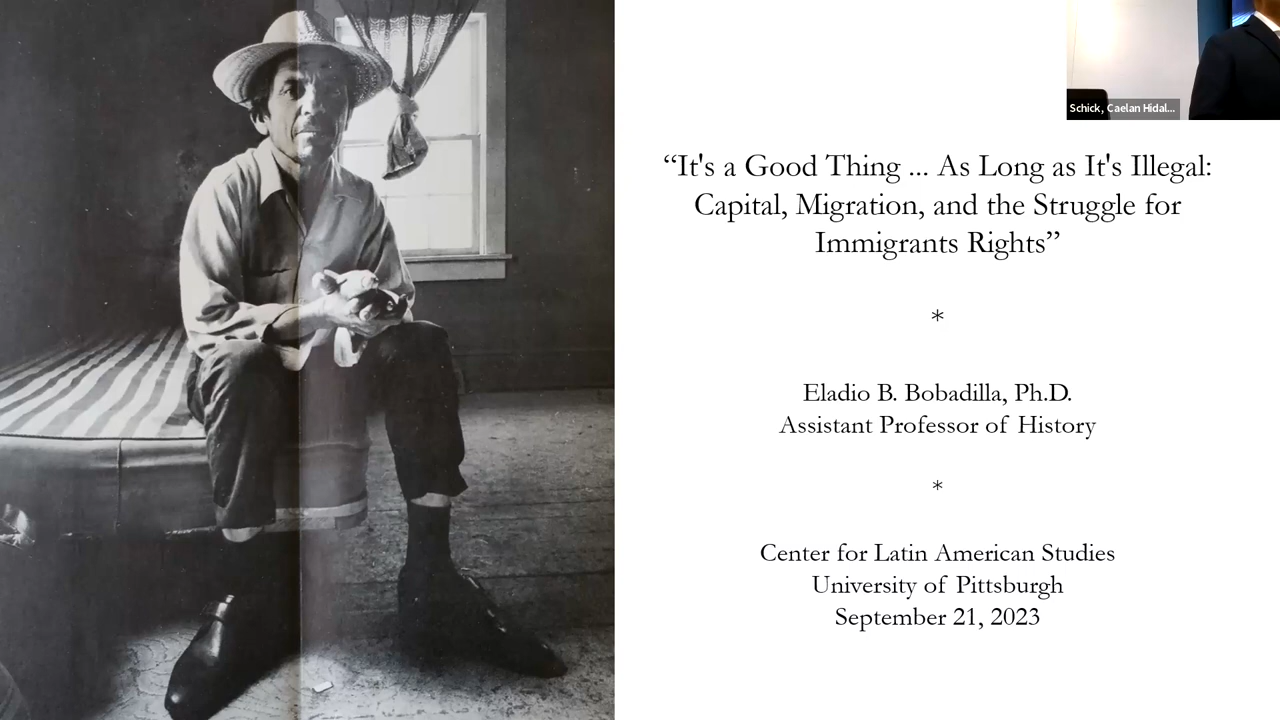 Schick, Caelan Hidal...
“It's a Good Thing ... As Long as It's Illegal:
Capital, Migration, and the Struggle for
Immigrants Rights”
*
Eladio B. Bobadilla, Ph.D.
Assistant Professor of History
*
Center for Latin American Studies
University of Pittsburgh
September 21, 2023